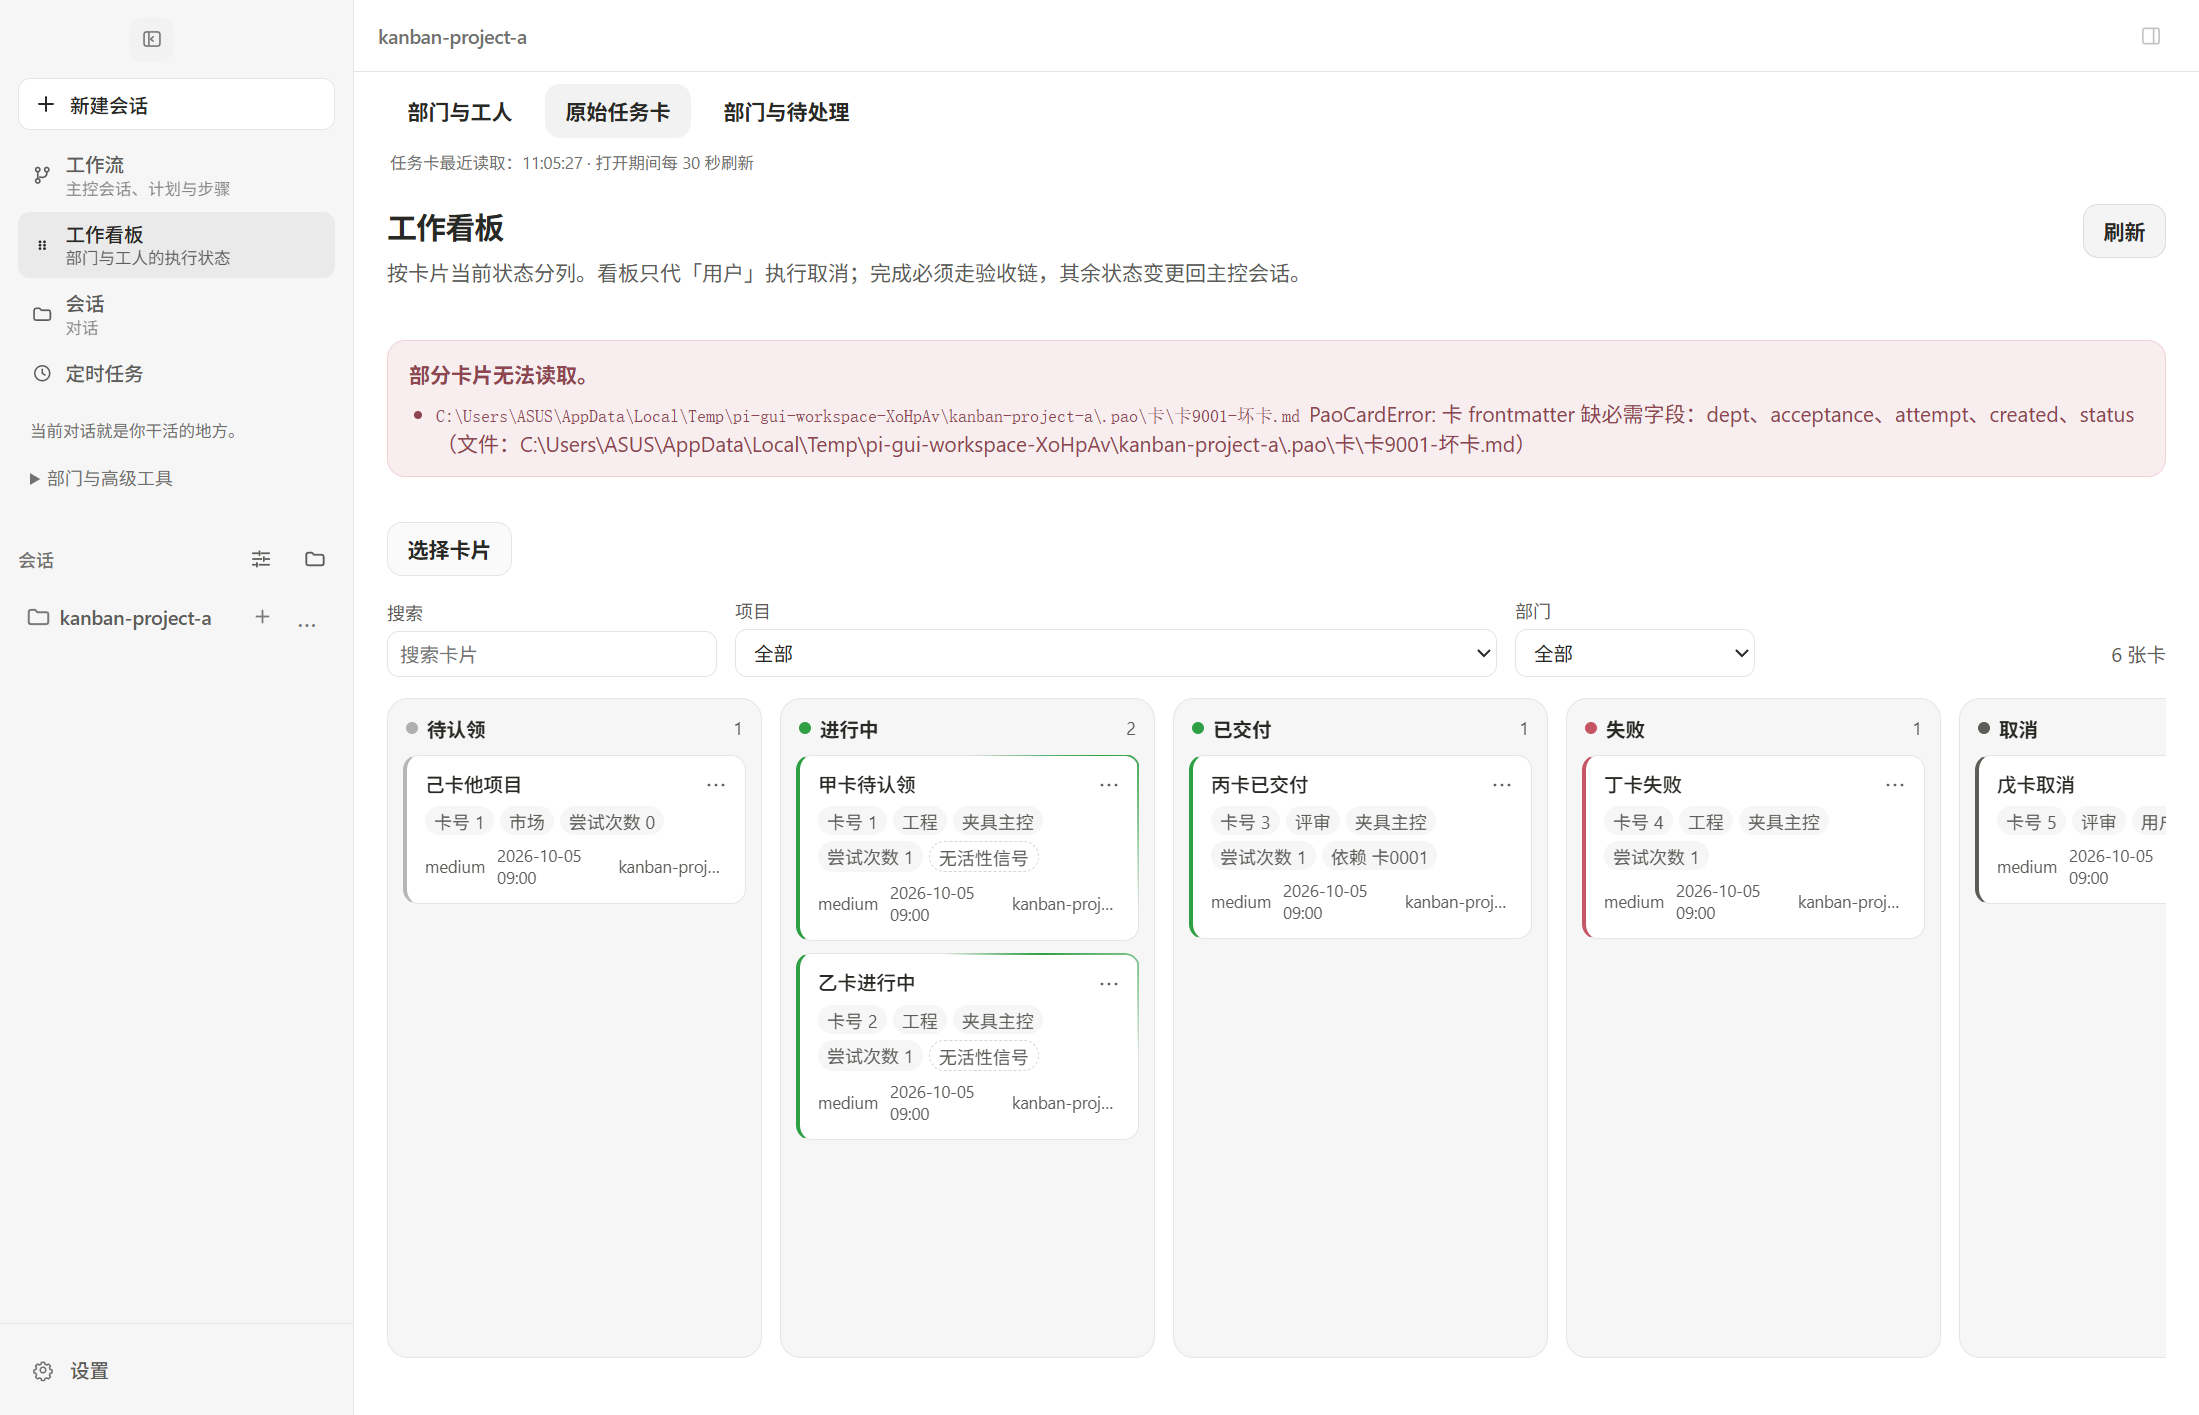 新建会话
工作流
主控会话、计划与步骤
工作看板
部门与工人的执行状态
会话
对话
定时任务
当前对话就是你干活的地方。
部门与高级工具
会话
kanban-project-a
设置
kanban-project-a
部门与工人
原始任务卡
部门与待处理
任务卡最近读取：11:05:27 · 打开期间每 30 秒刷新
工作看板
刷新
按卡片当前状态分列。看板只代「用户」执行取消；完成必须走验收链，其余状态变更回主控会话。
部分卡片无法读取。
C:\Users\ASUS\AppData\Local\Temp\pi-gui-workspace-XoHpAv\kanban-project-a\.pao\卡\卡9001-坏卡.md PaoCardError: 卡 frontmatter 缺必需字段：dept、acceptance、attempt、created、status
（文件：C:\Users\ASUS\AppData\Local\Temp\pi-gui-workspace-XoHpAv\kanban-project-a\.pao\卡\卡9001-坏卡.md）
选择卡片
搜索
搜索卡片
项目
全部
部门
全部
6 张卡
待认领 1
己卡他项目
卡号 1 市场 尝试次数 0
medium 2026-10-05 kanban-proj...
09:00
进行中 2
甲卡待认领
卡号 1 工程 夹具主控
尝试次数 1 无活性信号
medium 2026-10-05 kanban-proj...
09:00
乙卡进行中
卡号 2 工程 夹具主控
尝试次数 1 无活性信号
medium 2026-10-05 kanban-proj...
09:00
已交付 1
丙卡已交付
卡号 3 评审 夹具主控
尝试次数 1 依赖 卡0001
medium 2026-10-05 kanban-proj...
09:00
失败 1
丁卡失败
卡号 4 工程 夹具主控
尝试次数 1
medium 2026-10-05 kanban-proj...
09:00
取消
戊卡取消
卡号 5 评审 用
medium 2026-10-05
09:00